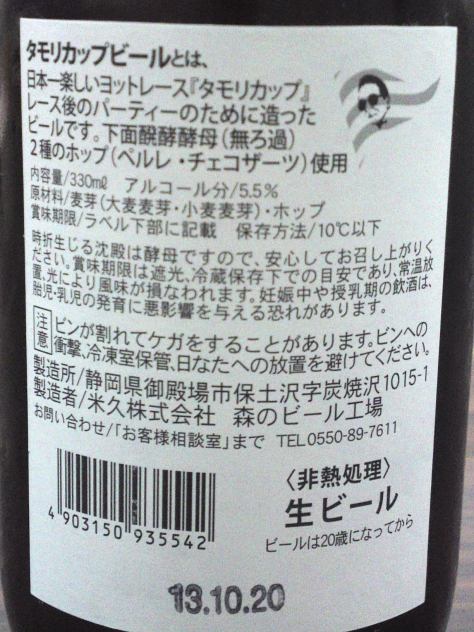 タモリカップビールとは、
日本一楽しいヨットレース『タモリカップ』
レース後のパーティーのために造った
ビールです。下面醗酵酵母（無ろ過）
2種のホップ（ペルレ・チェコザーツ）使用
内容量/330㎖ アルコール分/5.5%
原材料/麦芽（大麦麦芽・小麦麦芽）・ホップ
賞味期限/ラベル下部に記載 保存方法/10℃以下
時折生じる沈殿は酵母ですので、安心してお召し上がりく
ださい。賞味期限は遮光、冷蔵保存下での目安であり、常温放
置、光により風味が損なわれます。妊娠中や授乳期の飲酒は、
胎児・乳児の発育に悪影響を与える恐れがあります。
注意 ビンが割れてケガをすることがあります。ビンへの
衝撃、冷凍室保管、日なたへの放置を避けてください。
製造所/静岡県御殿場市保土沢字炭焼沢1015-1
製造者/米久株式会社 森のビール工場
お問い合わせ/「お客様相談室」まで TEL0550-89-7611
4 903150 935542
〈非熱処理〉
生ビール
ビールは20歳になってから
13.10.20